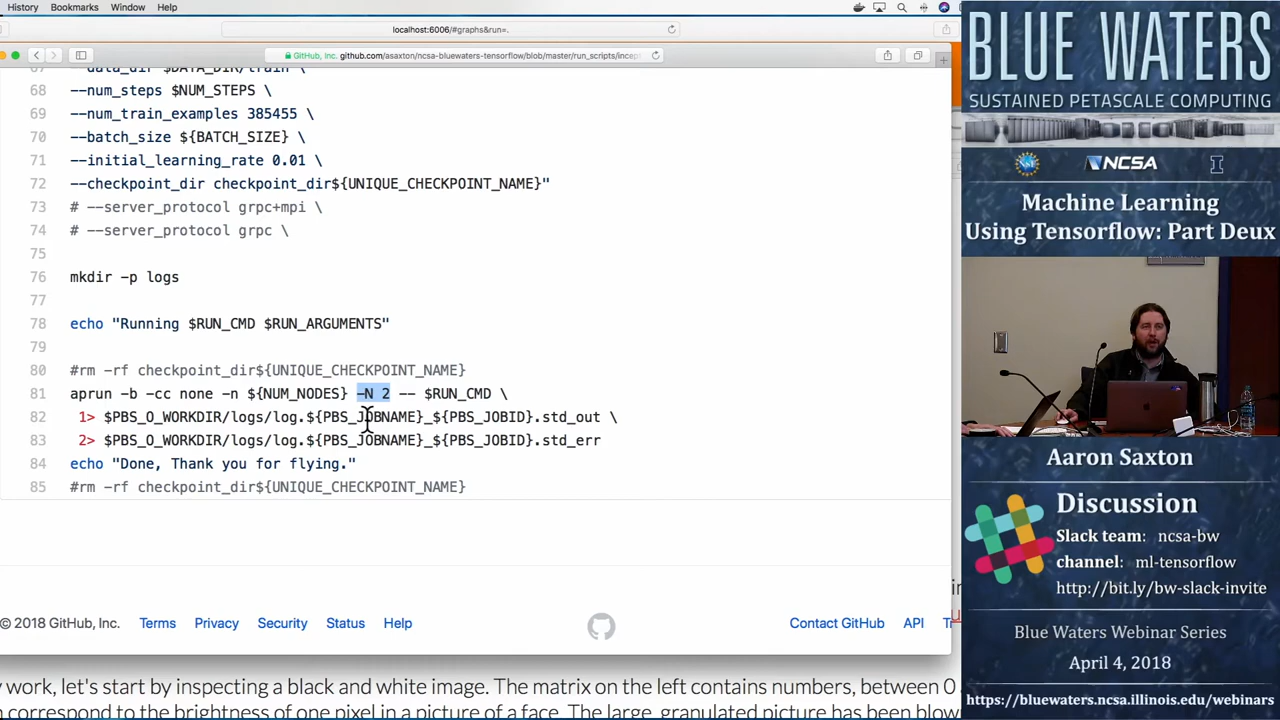 History Bookmarks Window Help
localhost:6006/#graphs&run=.
GitHub, Inc. github.com/asaxton/ncsa-bluewaters-tensorflow/blob/master/run_scripts/incept
67 --data_dir $DATA_DIR/train \
68 --num_steps $NUM_STEPS \
69 --num_train_examples 385455 \
70 --batch_size ${BATCH_SIZE} \
71 --initial_learning_rate 0.01 \
72 --checkpoint_dir checkpoint_dir${UNIQUE_CHECKPOINT_NAME}"
73 # --server_protocol grpc+mpi \
74 # --server_protocol grpc \
75
76 mkdir -p logs
77
78 echo "Running $RUN_CMD $RUN_ARGUMENTS"
79
80 #rm -rf checkpoint_dir${UNIQUE_CHECKPOINT_NAME}
81 aprun -b -cc none -n ${NUM_NODES} -N 2 -- $RUN_CMD \
82 1> $PBS_O_WORKDIR/logs/log.${PBS_JOBNAME}_${PBS_JOBID}.std_out \
83 2> $PBS_O_WORKDIR/logs/log.${PBS_JOBNAME}_${PBS_JOBID}.std_err
84 echo "Done, Thank you for flying."
85 #rm -rf checkpoint_dir${UNIQUE_CHECKPOINT_NAME}
© 2018 GitHub, Inc. Terms Privacy Security Status Help Contact GitHub API
y work, let's start by inspecting a black and white image. The matrix on the left contains numbers, between 0
n correspond to the brightness of one pixel in a picture of a face. The large, granulated picture has been blow
BLUE WATERS
SUSTAINED PETASCALE COMPUTING
NSF NCSA I
Machine Learning
Using Tensorflow: Part Deux
Aaron Saxton
Discussion
Slack team: ncsa-bw
channel: ml-tensorflow
http://bit.ly/bw-slack-invite
Blue Waters Webinar Series
April 4, 2018
https://bluewaters.ncsa.illinois.edu/webinars